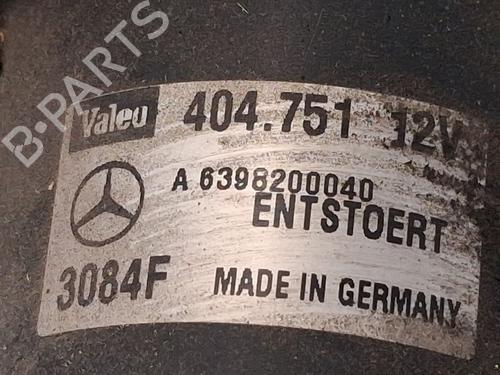 B-PARTS
Valeo 404.751 12V
A 6398200040
ENTSTOERT
3084F MADE IN GERMANY